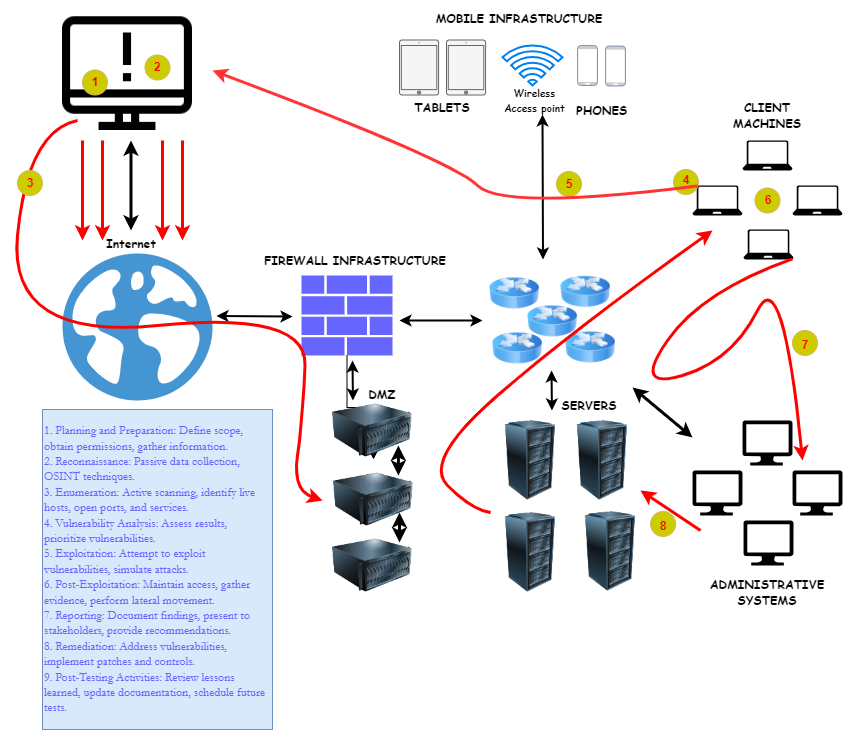 MOBILE INFRASTRUCTURE
!
1
2
Wireless
Access point
TABLETS
PHONES
CLIENT
MACHINES
3
5
4
6
Internet
FIREWALL INFRASTRUCTURE
7
DMZ
SERVERS
8
ADMINISTRATIVE
SYSTEMS
1. Planning and Preparation: Define scope,
obtain permissions, gather information.
2. Reconnaissance: Passive data collection,
OSINT techniques.
3. Enumeration: Active scanning, identify live
hosts, open ports, and services.
4. Vulnerability Analysis: Assess results,
prioritize vulnerabilities.
5. Exploitation: Attempt to exploit
vulnerabilities, simulate attacks.
6. Post-Exploitation: Maintain access, gather
evidence, perform lateral movement.
7. Reporting: Document findings, present to
stakeholders, provide recommendations.
8. Remediation: Address vulnerabilities,
implement patches and controls.
9. Post-Testing Activities: Review lessons
learned, update documentation, schedule future
tests.